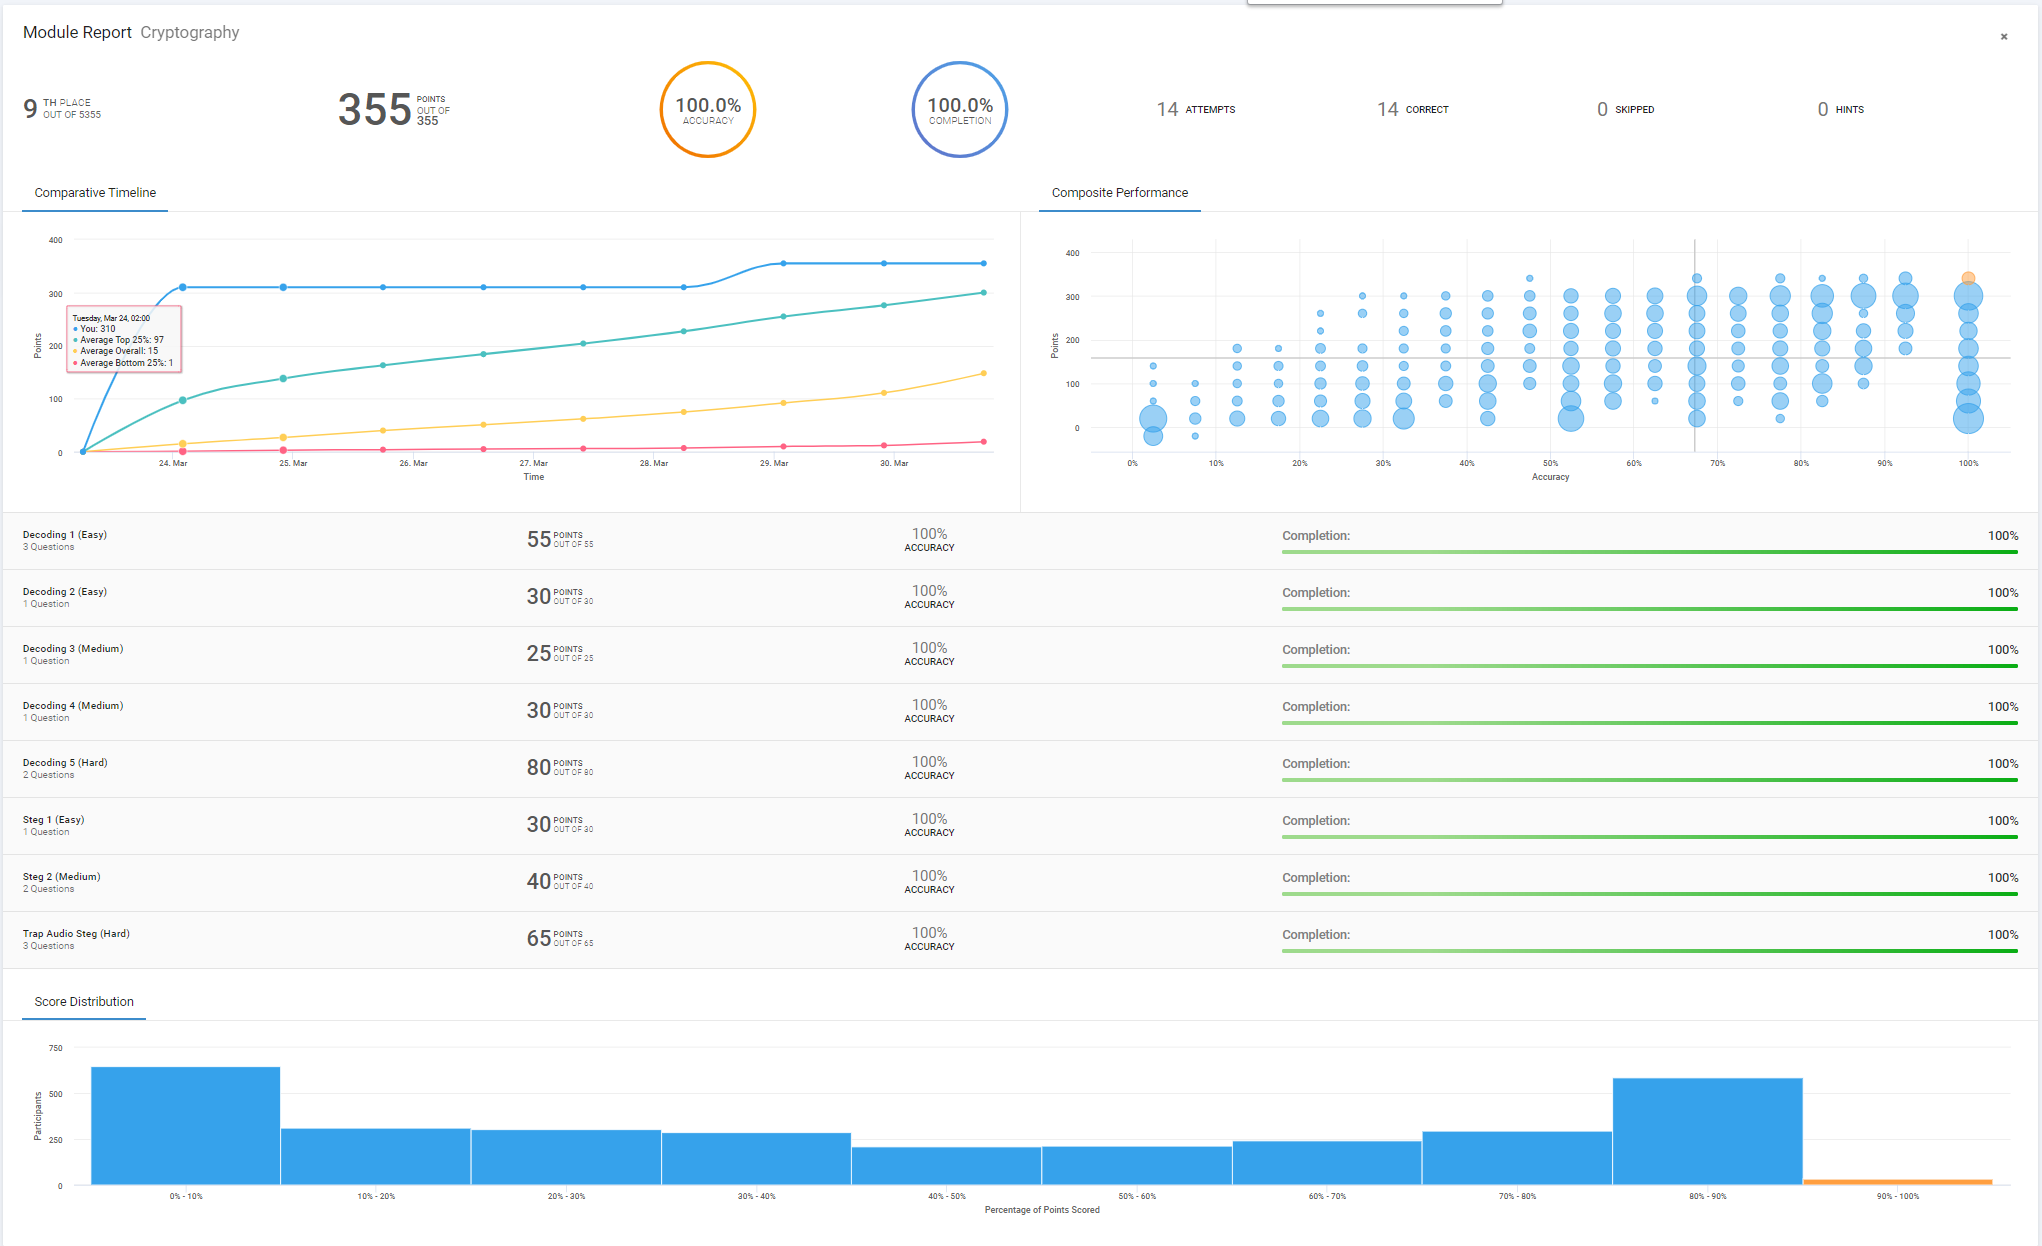 Module Report Cryptography
×
9 TH PLACE
OUT OF 5355
355 POINTS
OUT OF
355
100.0%
ACCURACY
100.0%
COMPLETION
14 ATTEMPTS
14 CORRECT
0 SKIPPED
0 HINTS
Comparative Timeline
400
300
200
100
0
Points
Tuesday, Mar 24, 02:00
You: 310
Average Top 25%: 97
Average Overall: 15
Average Bottom 25%: 1
24. Mar 25. Mar 26. Mar 27. Mar 28. Mar 29. Mar 30. Mar
Time
Composite Performance
400
300
200
100
0
Points
0% 10% 20% 30% 40% 50% 60% 70% 80% 90% 100%
Accuracy
Decoding 1 (Easy)
3 Questions
55 POINTS
OUT OF 55
100%
ACCURACY
Completion: 100%
Decoding 2 (Easy)
1 Question
30 POINTS
OUT OF 30
100%
ACCURACY
Completion: 100%
Decoding 3 (Medium)
1 Question
25 POINTS
OUT OF 25
100%
ACCURACY
Completion: 100%
Decoding 4 (Medium)
1 Question
30 POINTS
OUT OF 30
100%
ACCURACY
Completion: 100%
Decoding 5 (Hard)
2 Questions
80 POINTS
OUT OF 80
100%
ACCURACY
Completion: 100%
Steg 1 (Easy)
1 Question
30 POINTS
OUT OF 30
100%
ACCURACY
Completion: 100%
Steg 2 (Medium)
2 Questions
40 POINTS
OUT OF 40
100%
ACCURACY
Completion: 100%
Trap Audio Steg (Hard)
3 Questions
65 POINTS
OUT OF 65
100%
ACCURACY
Completion: 100%
Score Distribution
750
500
250
0
Participants
0% - 10% 10% - 20% 20% - 30% 30% - 40% 40% - 50% 50% - 60% 60% - 70% 70% - 80% 80% - 90% 90% - 100%
Percentage of Points Scored